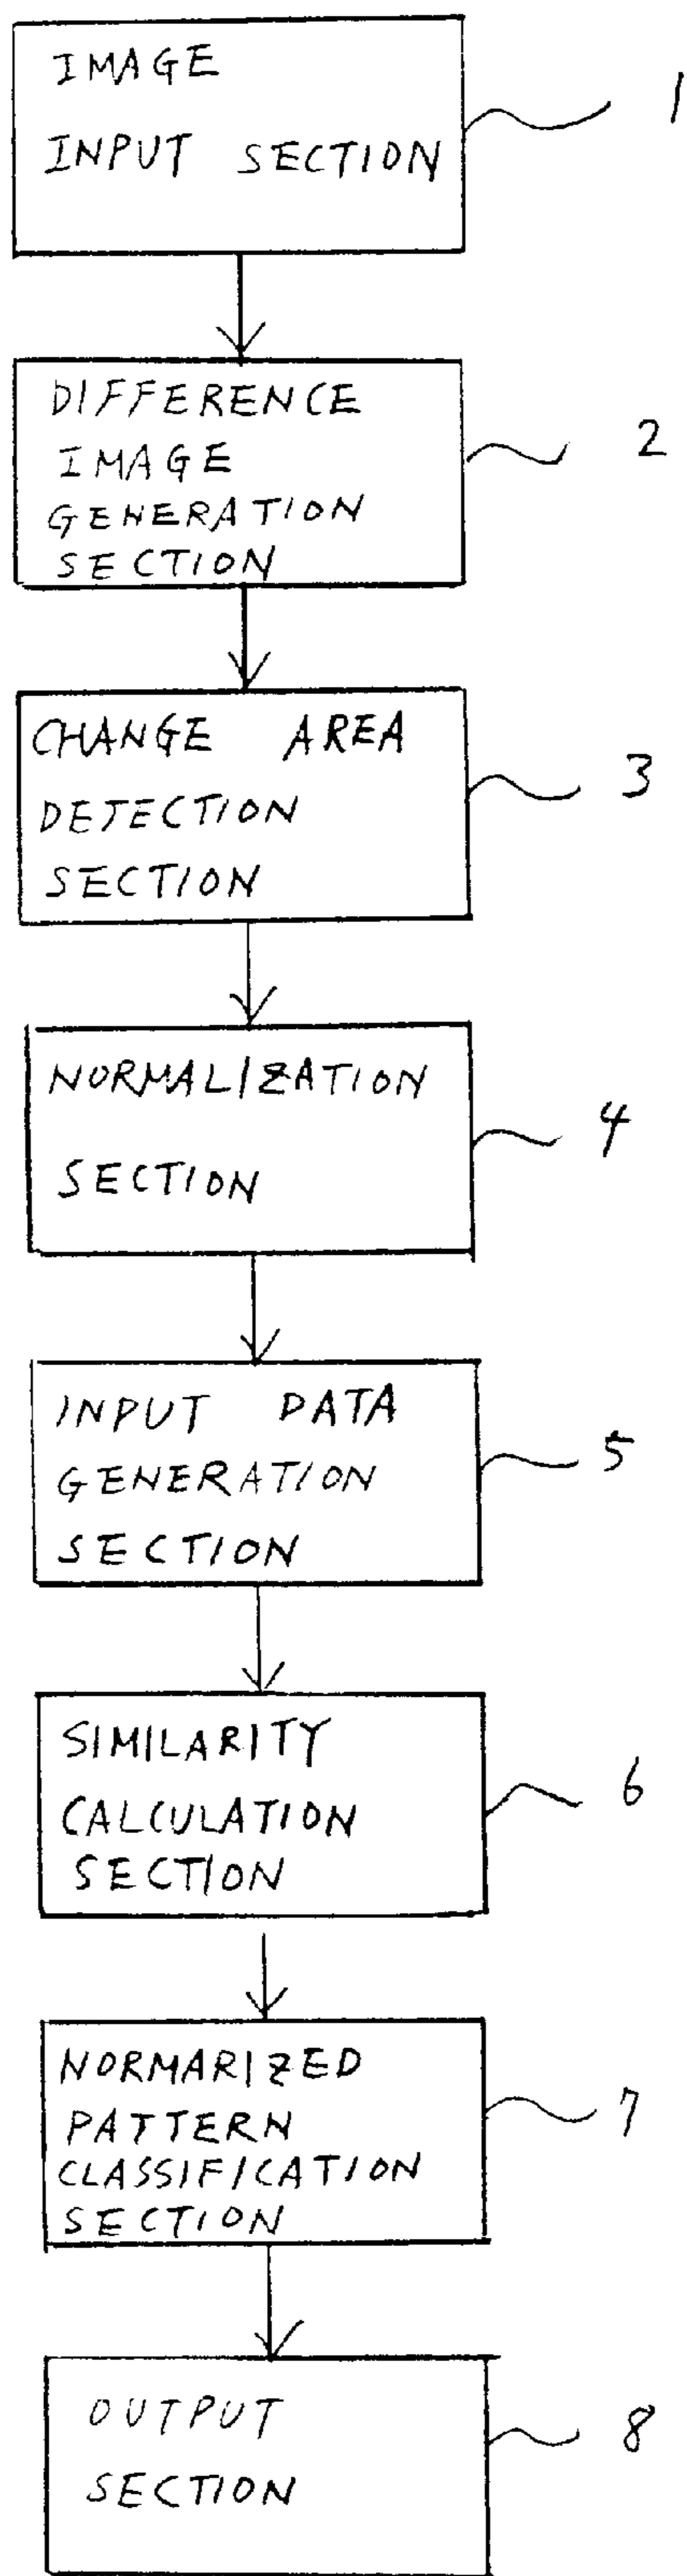 IMAGE
INPUT SECTION
1
DIFFERENCE
IMAGE
GENERATION
SECTION
2
CHANGE AREA
DETECTION
SECTION
3
NORMALIZATION
SECTION
4
INPUT DATA
GENERATION
SECTION
5
SIMILARITY
CALCULATION
SECTION
6
NORMARIZED
PATTERN
CLASSIFICATION
SECTION
7
OUTPUT
SECTION
8